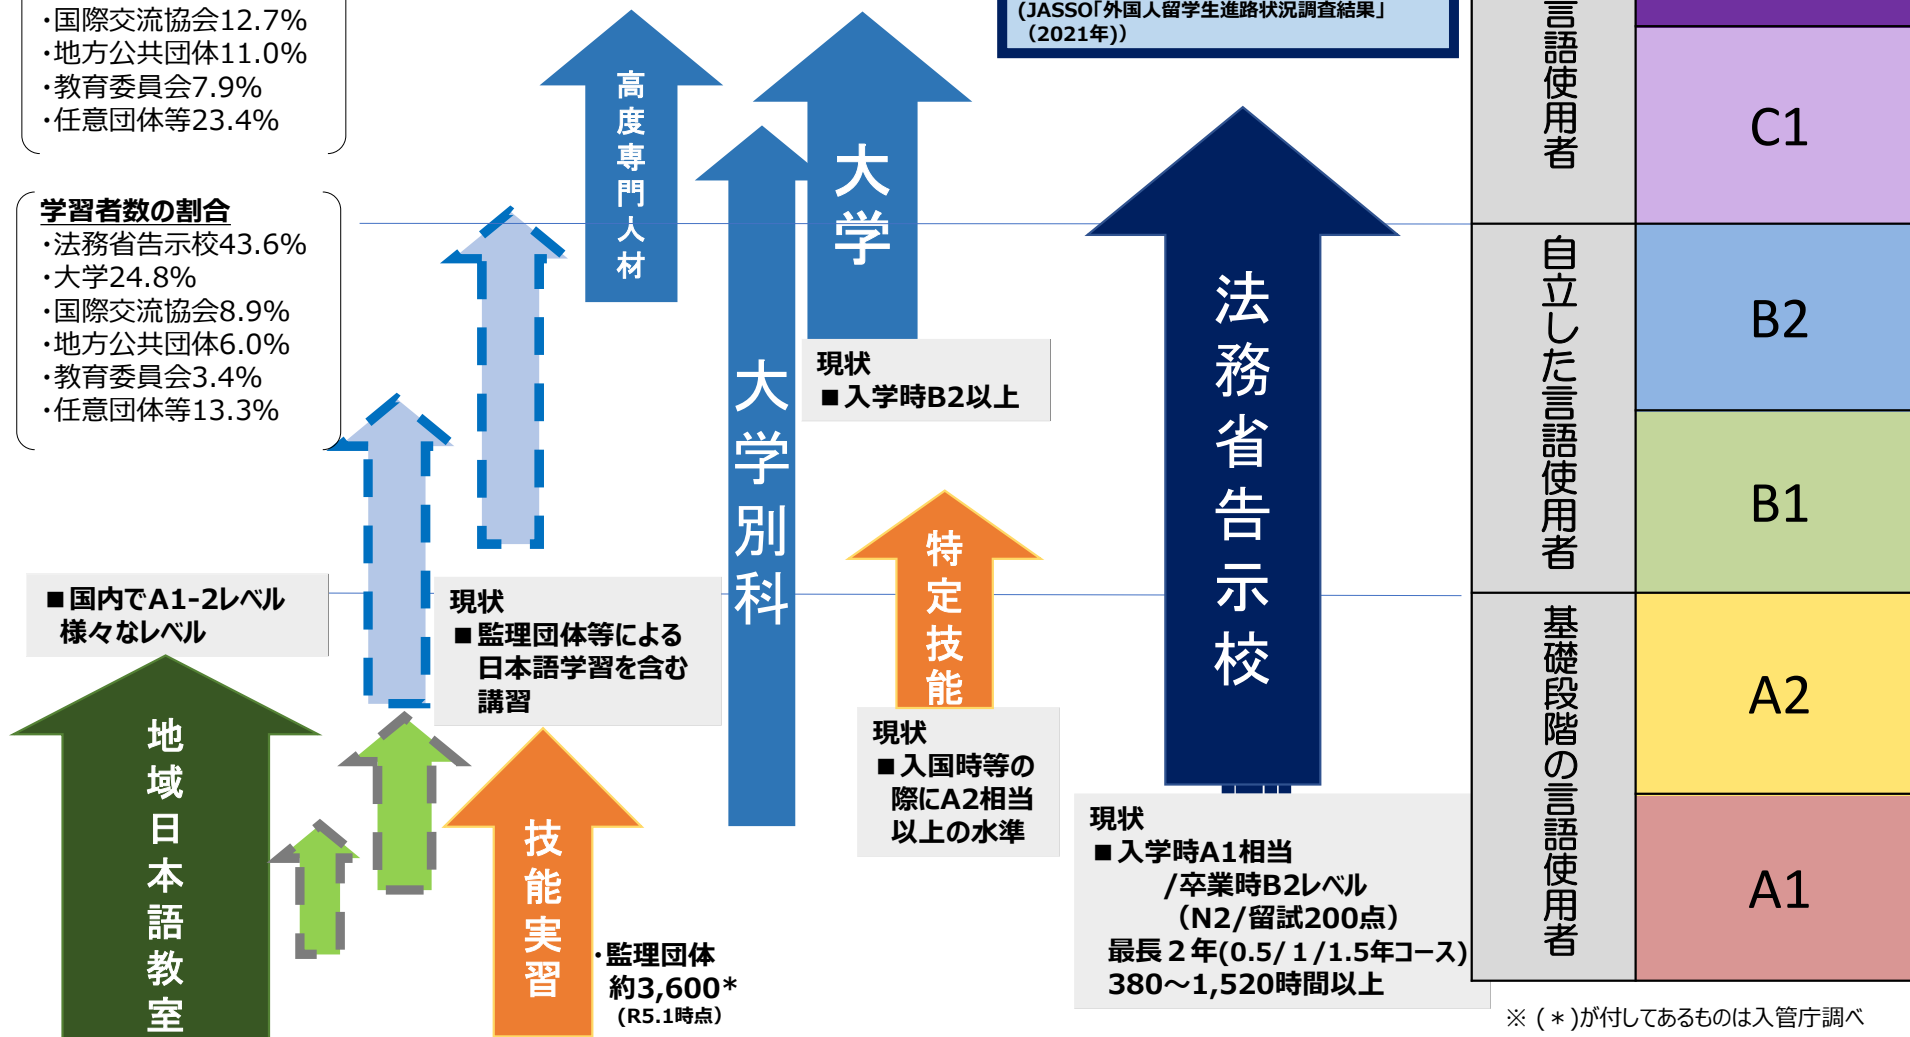 ・国際交流協会12.7%
・地方公共団体11.0%
・教育委員会7.9%
・任意団体等23.4%
学習者数の割合
・法務省告示校43.6%
・大学24.8%
・国際交流協会8.9%
・地方公共団体6.0%
・教育委員会3.4%
・任意団体等13.3%
■国内でA1-2レベル
様々なレベル
地域日本語教室
高度専門人材
現状
■監理団体等による
日本語学習を含む
講習
技能実習
・監理団体
約3,600*
(R5.1時点)
大学別科
大学
現状
■入学時B2以上
特定技能
現状
■入国時等の
際にA2相当
以上の水準
(JASSO｢外国人留学生進路状況調査結果｣
（2021年）)
法務省告示校
現状
■入学時A1相当
/卒業時B2レベル
（N2/留試200点）
最長２年(0.5/１/1.5年コース)
380～1,520時間以上
言語使用者
C1
自立した言語使用者
B2
B1
基礎段階の言語使用者
A2
A1
※ (＊)が付してあるものは入管庁調べ